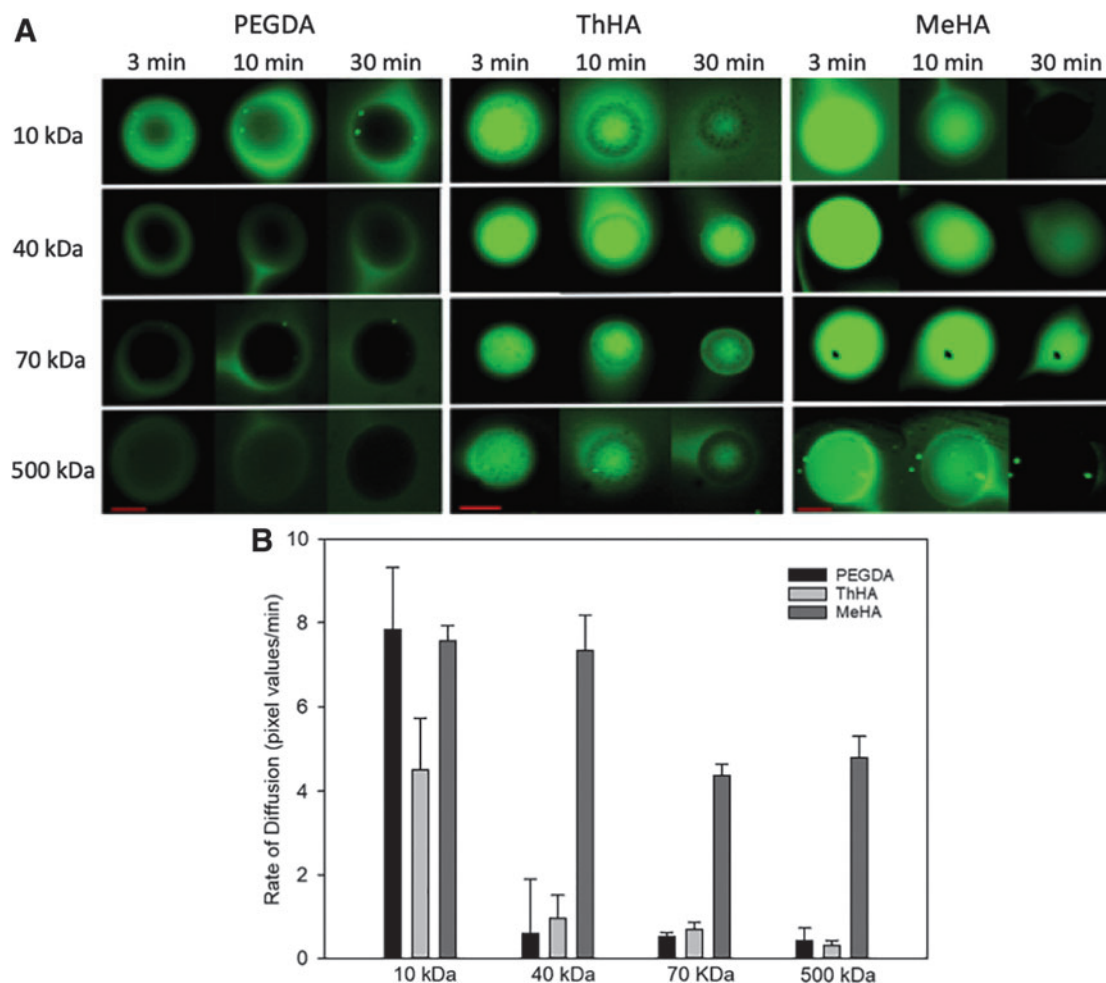 A
PEGDA ThHA MeHA
3 min 10 min 30 min 3 min 10 min 30 min 3 min 10 min 30 min
10 kDa
40 kDa
70 kDa
500 kDa
B
10
8
6
4
2
0
Rate of Diffusion (pixel values/min)
PEGDA
ThHA
MeHA
10 kDa 40 kDa 70 KDa 500 kDa